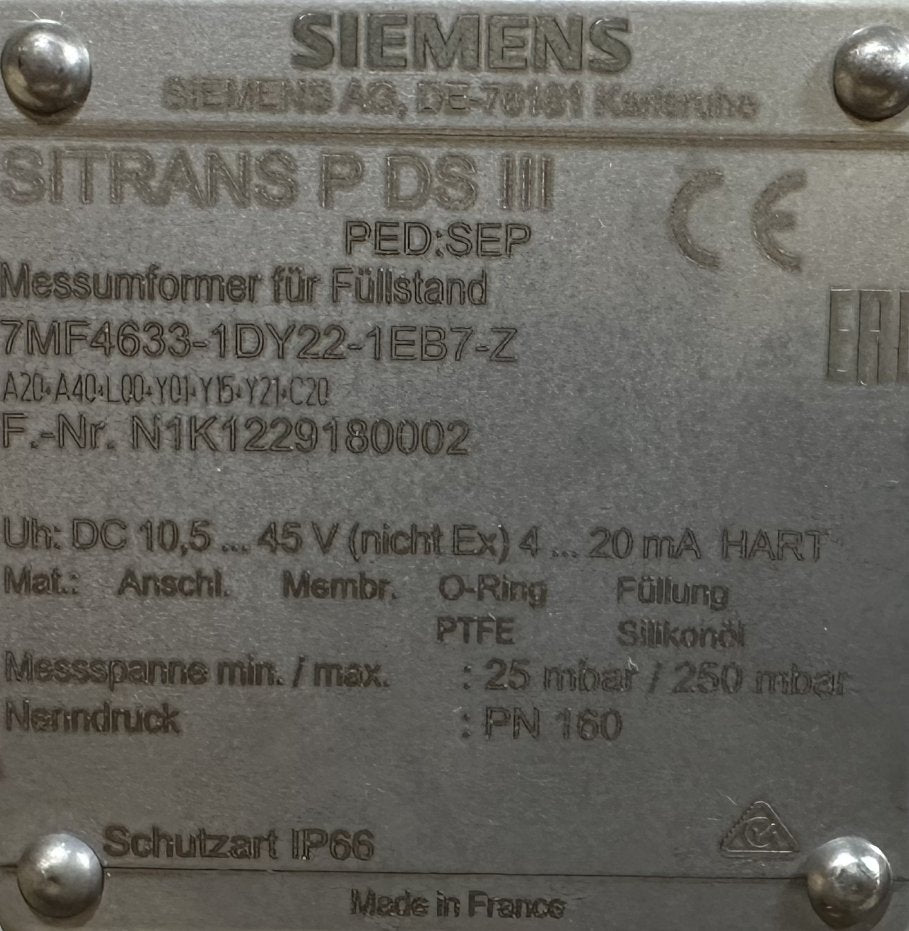 SIEMENS
SIEMENS AG, DE-76181 Karlsruhe
SITRANS P DS III
CE
PED:SEP
Messumformer für Füllstand
7MF4633-1DY22-1EB7-Z
EAC
A20+A40+L00+Y01+Y15+Y21+C20
F.-Nr. N1K1229180002
Uh: DC 10,5 ... 45 V (nicht Ex) 4 ... 20 mA HART
Mat.: Anschl. Membr. O-Ring Füllung
PTFE Silikonöl
Messspanne min. / max. : 25 mbar / 250 mbar
Nenndruck : PN 160
Schutzart IP66
Made in France